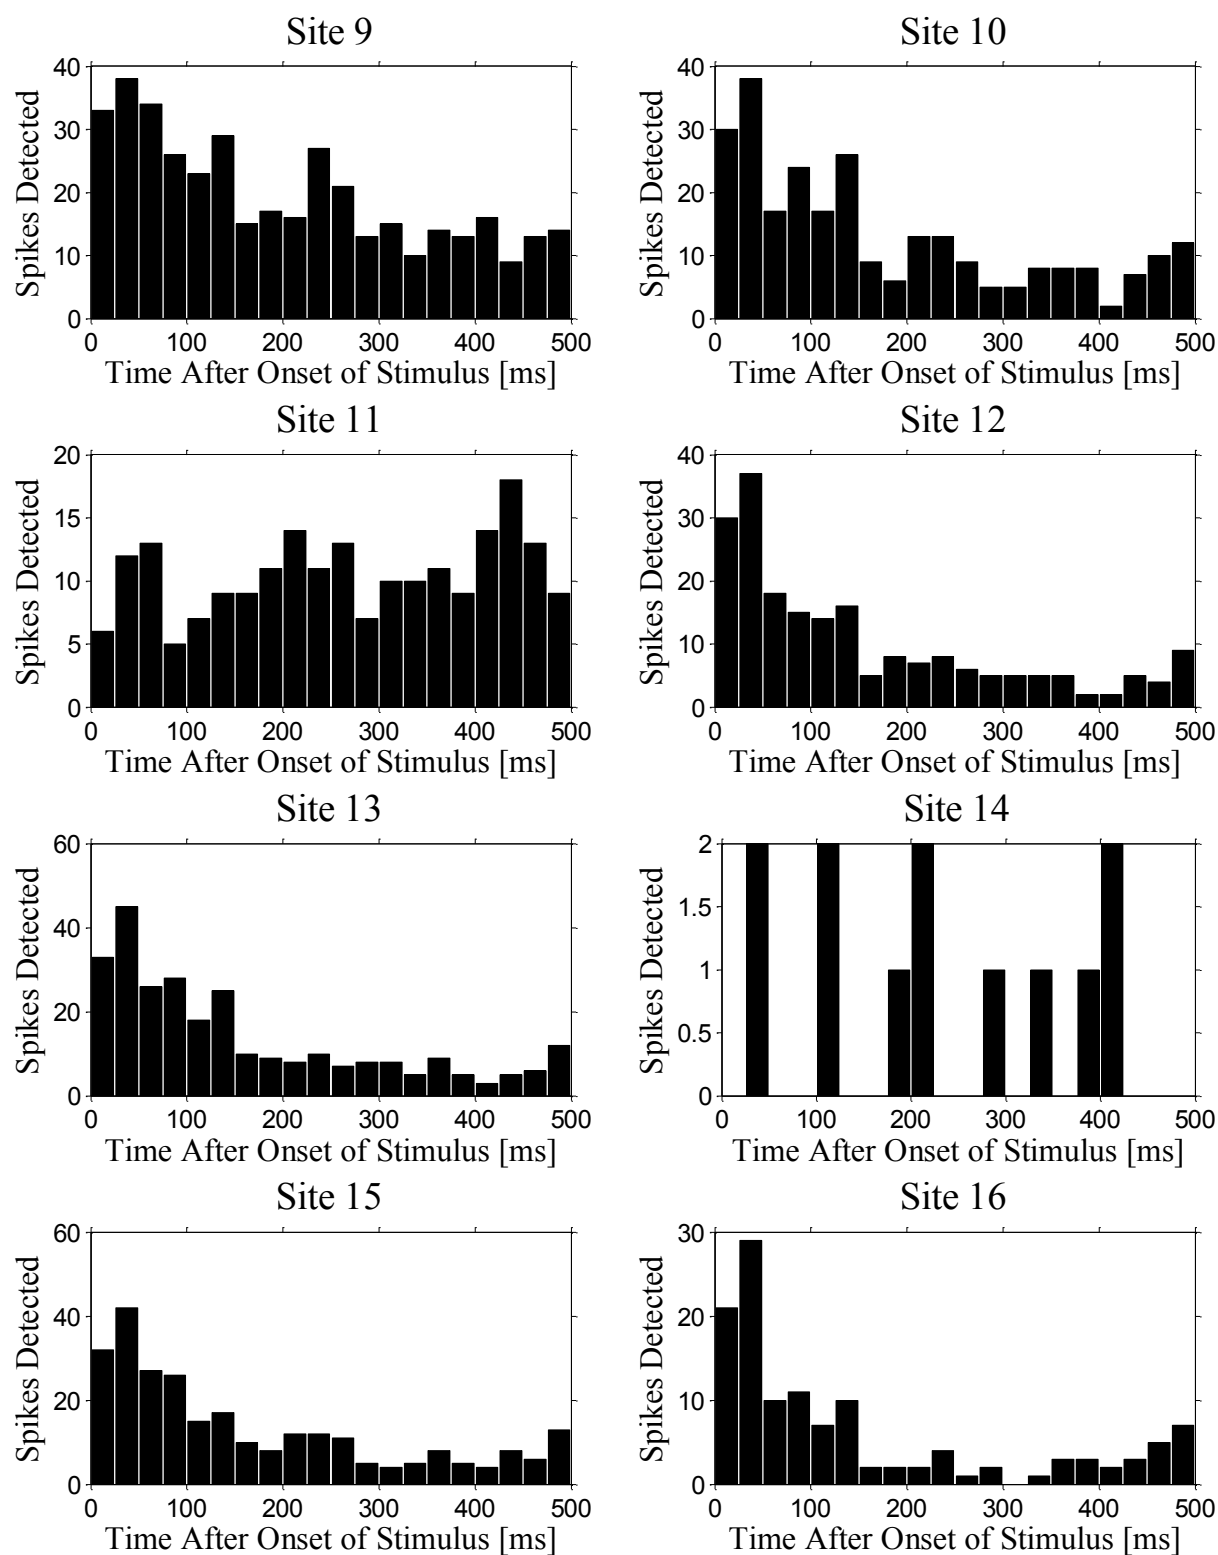 Site 9
40
30
20
10
0
Spikes Detected
0 100 200 300 400 500
Time After Onset of Stimulus [ms]
Site 10
40
30
20
10
0
Spikes Detected
0 100 200 300 400 500
Time After Onset of Stimulus [ms]
Site 11
20
15
10
5
0
Spikes Detected
0 100 200 300 400 500
Time After Onset of Stimulus [ms]
Site 12
40
30
20
10
0
Spikes Detected
0 100 200 300 400 500
Time After Onset of Stimulus [ms]
Site 13
60
40
20
0
Spikes Detected
0 100 200 300 400 500
Time After Onset of Stimulus [ms]
Site 14
2
1.5
1
0.5
0
Spikes Detected
0 100 200 300 400 500
Time After Onset of Stimulus [ms]
Site 15
60
40
20
0
Spikes Detected
0 100 200 300 400 500
Time After Onset of Stimulus [ms]
Site 16
30
20
10
0
Spikes Detected
0 100 200 300 400 500
Time After Onset of Stimulus [ms]